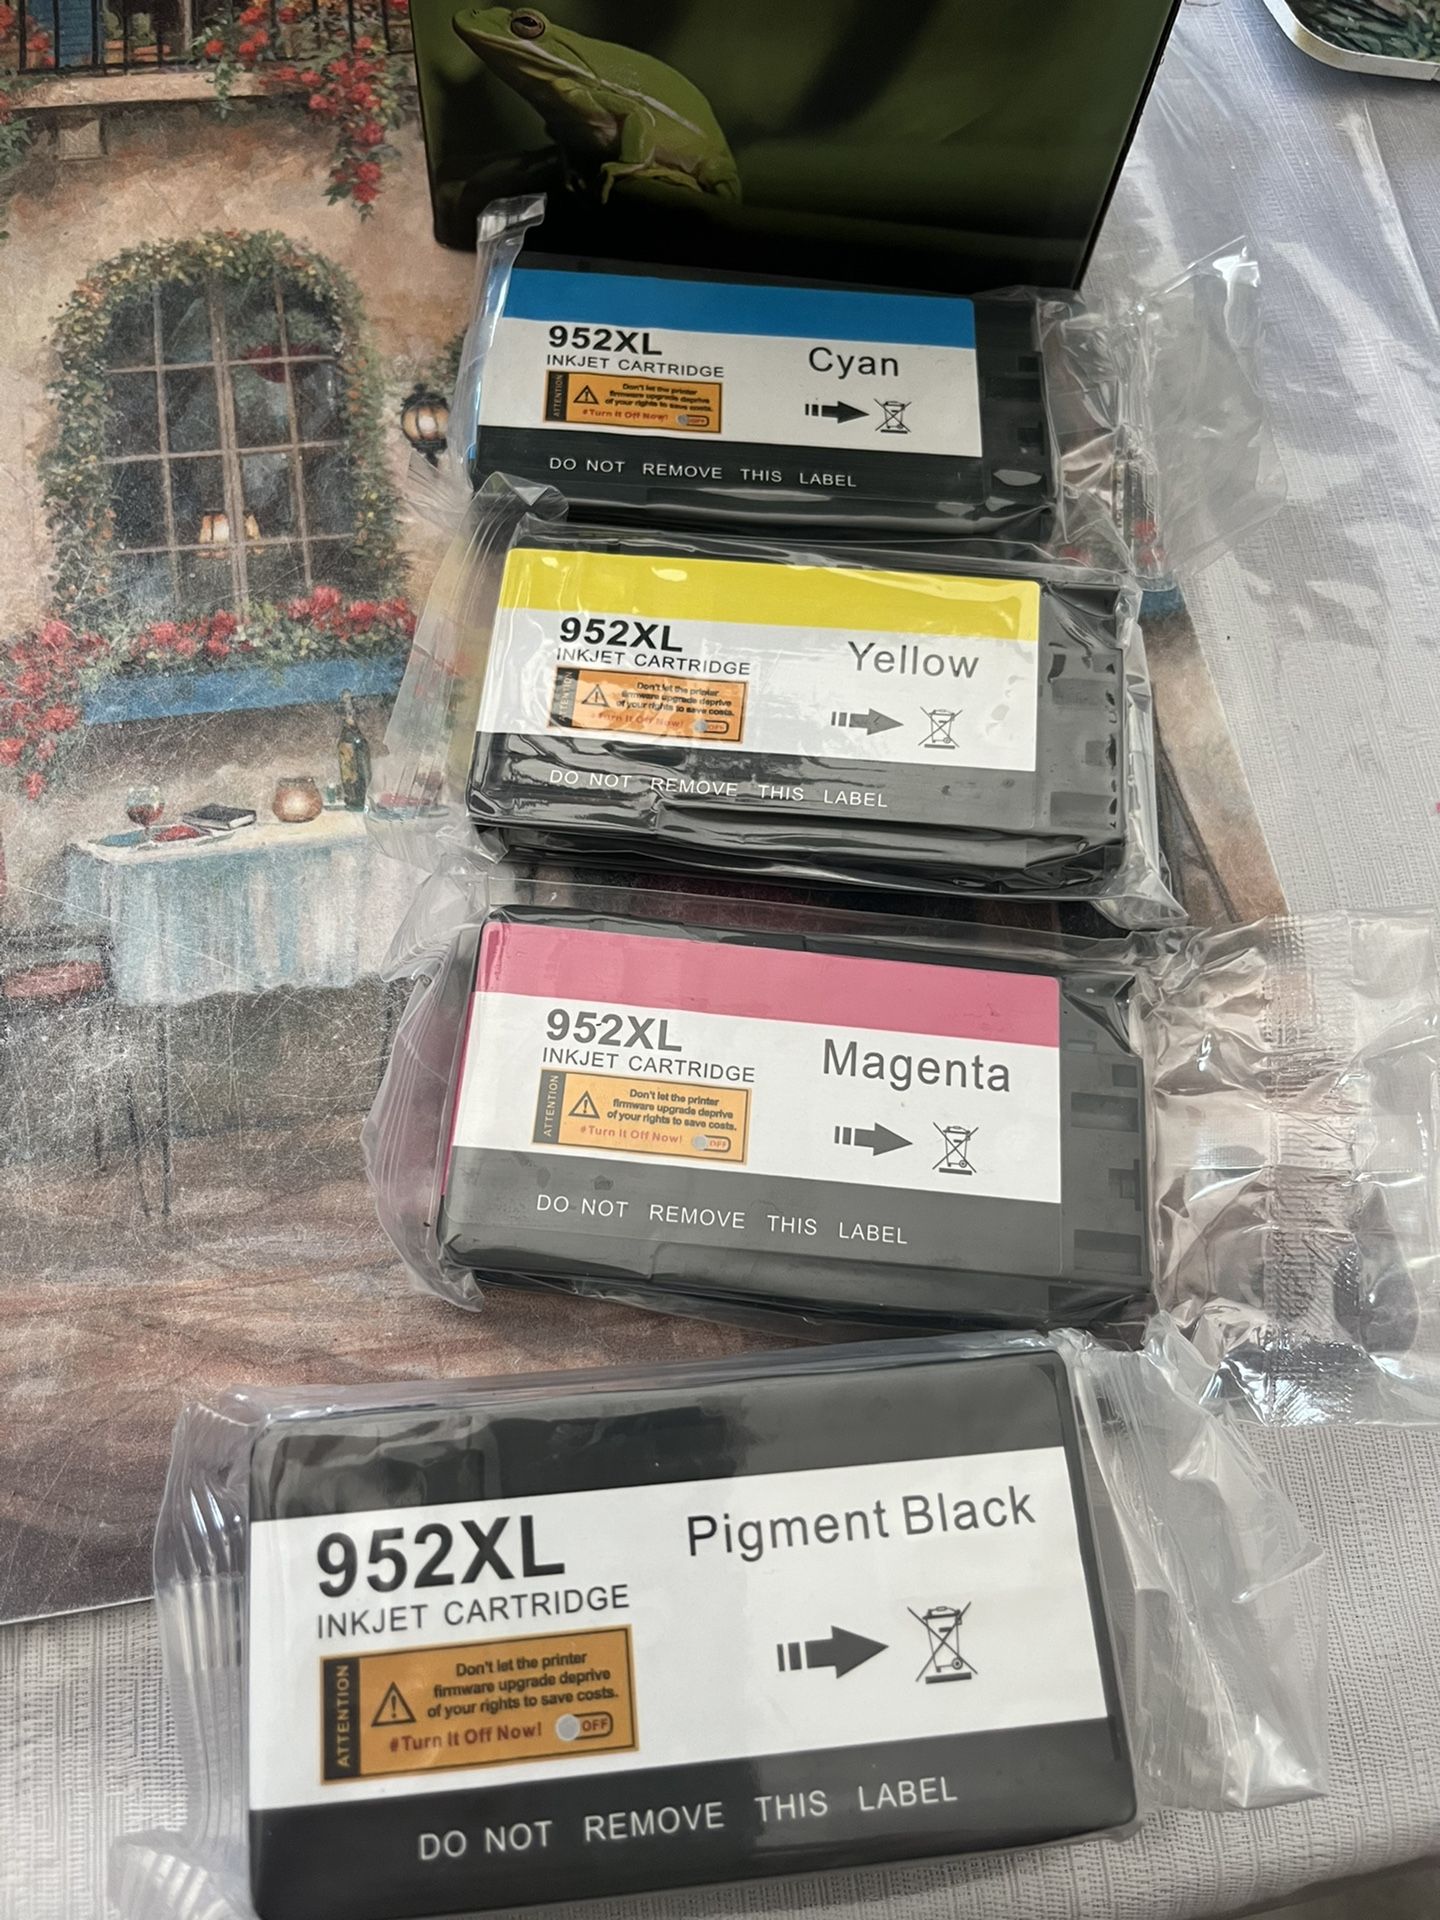 952XL
INKJET CARTRIDGE
Cyan
ATTENTION
Don't let the printer
firmware upgrade deprive
of your rights to save costs.
#Turn It Off Now! OFF
DO NOT REMOVE THIS LABEL
952XL
INKJET CARTRIDGE
Yellow
ATTENTION
Don't let the printer
firmware upgrade deprive
of your rights to save costs.
#Turn It Off Now! OFF
DO NOT REMOVE THIS LABEL
952XL
INKJET CARTRIDGE
Magenta
ATTENTION
Don't let the printer
firmware upgrade deprive
of your rights to save costs.
#Turn It Off Now! OFF
DO NOT REMOVE THIS LABEL
952XL
INKJET CARTRIDGE
Pigment Black
ATTENTION
Don't let the printer
firmware upgrade deprive
of your rights to save costs.
#Turn It Off Now! OFF
DO NOT REMOVE THIS LABEL